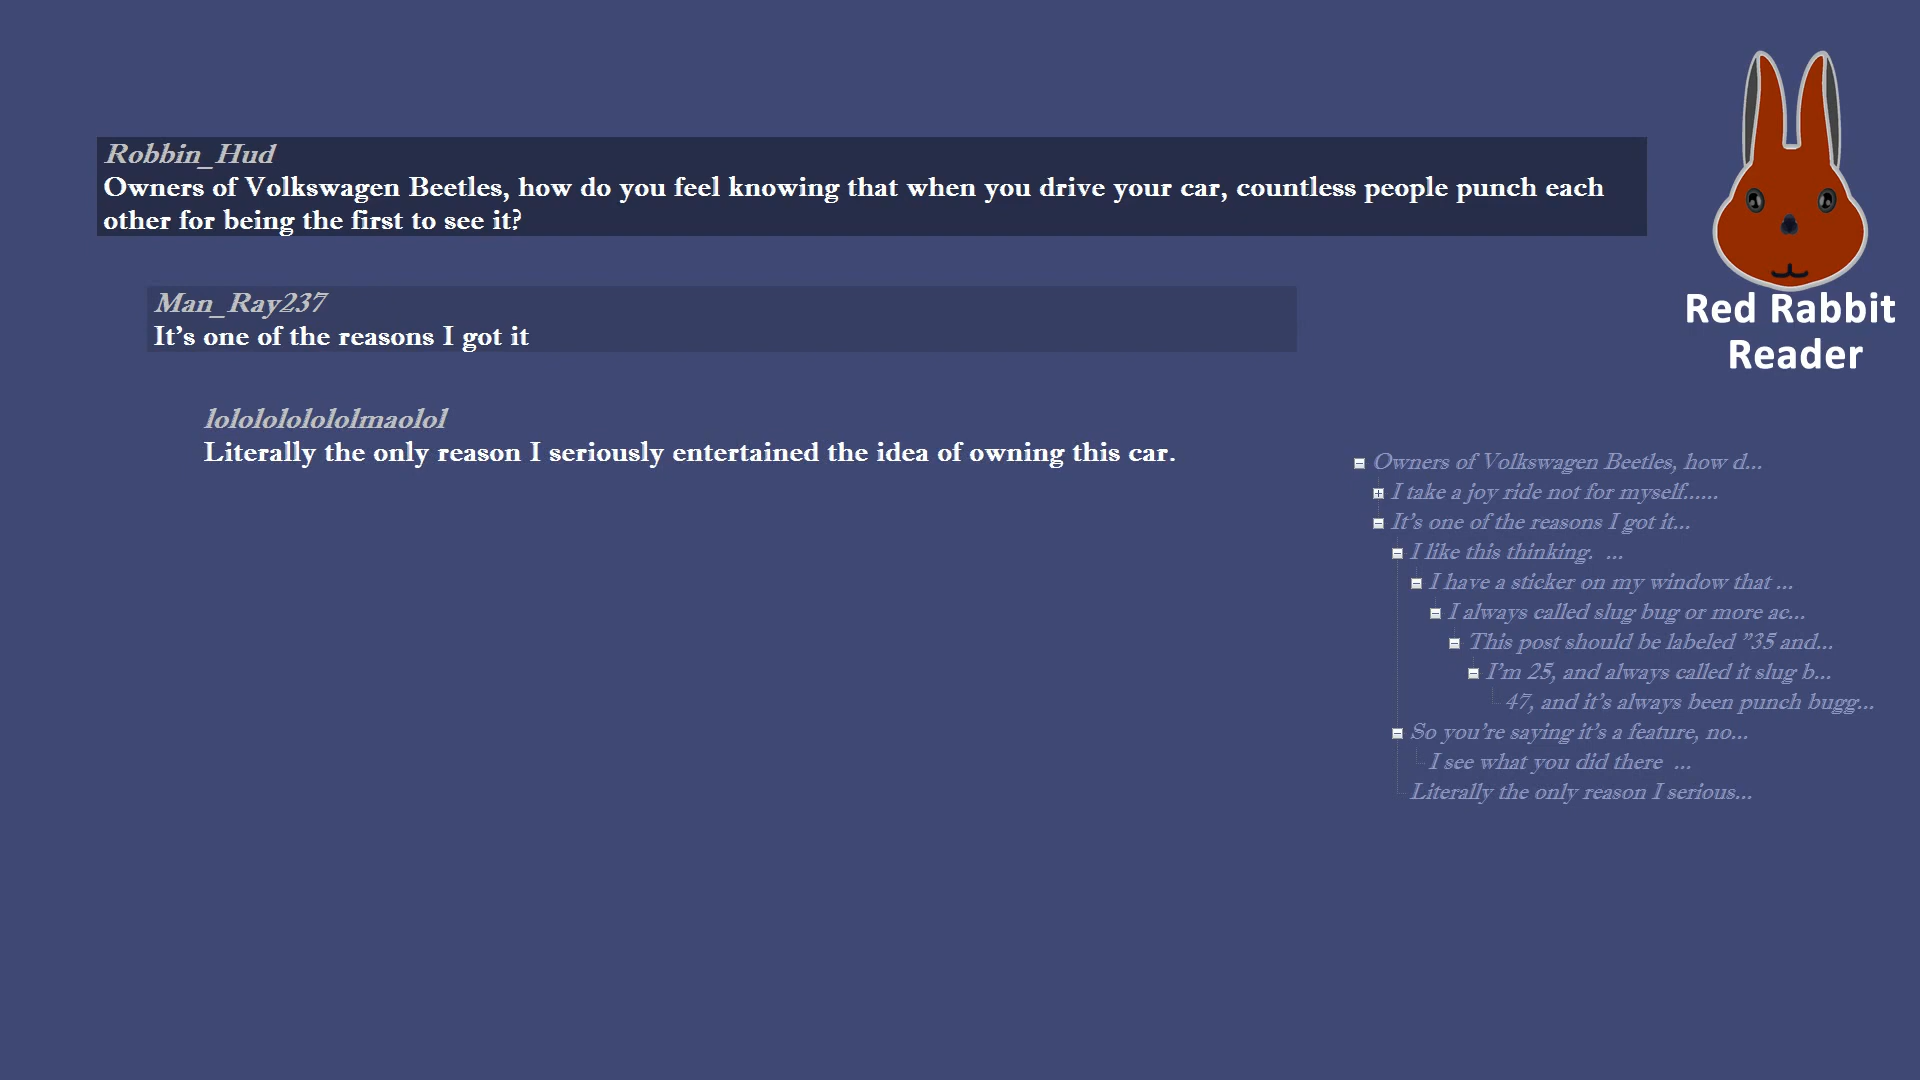 Robbin_Hud
Owners of Volkswagen Beetles, how do you feel knowing that when you drive your car, countless people punch each
other for being the first to see it?
Man_Ray237
It's one of the reasons I got it
lolololololololmaolol
Literally the only reason I seriously entertained the idea of owning this car.
Red Rabbit
Reader
Owners of Volkswagen Beetles, how d...
I take a joy ride not for myself......
It's one of the reasons I got it...
I like this thinking.  ...
I have a sticker on my window that ...
I always called slug bug or more ac...
This post should be labeled "35 and...
I'm 25, and always called it slug b...
47, and it's always been punch bugg...
So you're saying it's a feature, no...
I see what you did there  ...
Literally the only reason I serious...